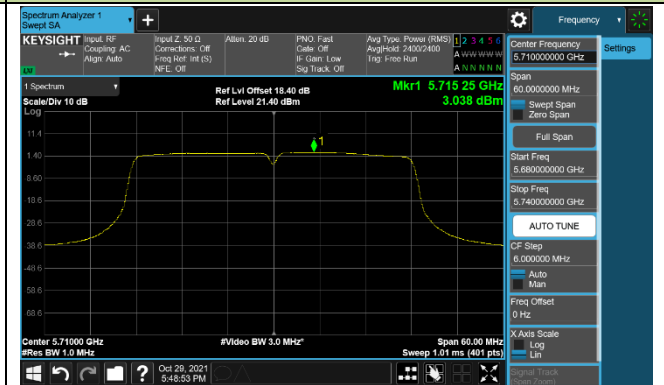 Spectrum Analyzer 1
Swept SA
+
Frequency
KEYSIGHT
Input: RF
Coupling: AC
Align: Auto
Input Z: 50 Ω
Corrections: Off
Freq Ref: Int (S)
NFE: Off
Atten: 20 dB
PNO: Fast
Gate: Off
IF Gain: Low
Sig Track: Off
Avg Type: Power (RMS)
Avg|Hold: 2400/2400
Trig: Free Run
1 2 3 4 5 6
A W W W W W
A N N N N N
1 Spectrum
Scale/Div 10 dB
Log
Ref Lvl Offset 18.40 dB
Ref Level 21.40 dBm
Mkr1 5.715 25 GHz
3.038 dBm
1
11.4
1.40
-8.60
-18.6
-28.6
-38.6
-48.6
-58.6
-68.6
Center 5.71000 GHz
#Res BW 1.0 MHz
#Video BW 3.0 MHz*
Span 60.00 MHz
Sweep 1.01 ms (401 pts)
Center Frequency
5.710000000 GHz
Settings
Span
60.0000000 MHz
Swept Span
Zero Span
Full Span
Start Freq
5.680000000 GHz
Stop Freq
5.740000000 GHz
AUTO TUNE
CF Step
6.000000 MHz
Auto
Man
Freq Offset
0 Hz
X Axis Scale
Log
Lin
Signal Track
(Span Zoom)
?
Oct 29, 2021
5:48:53 PM